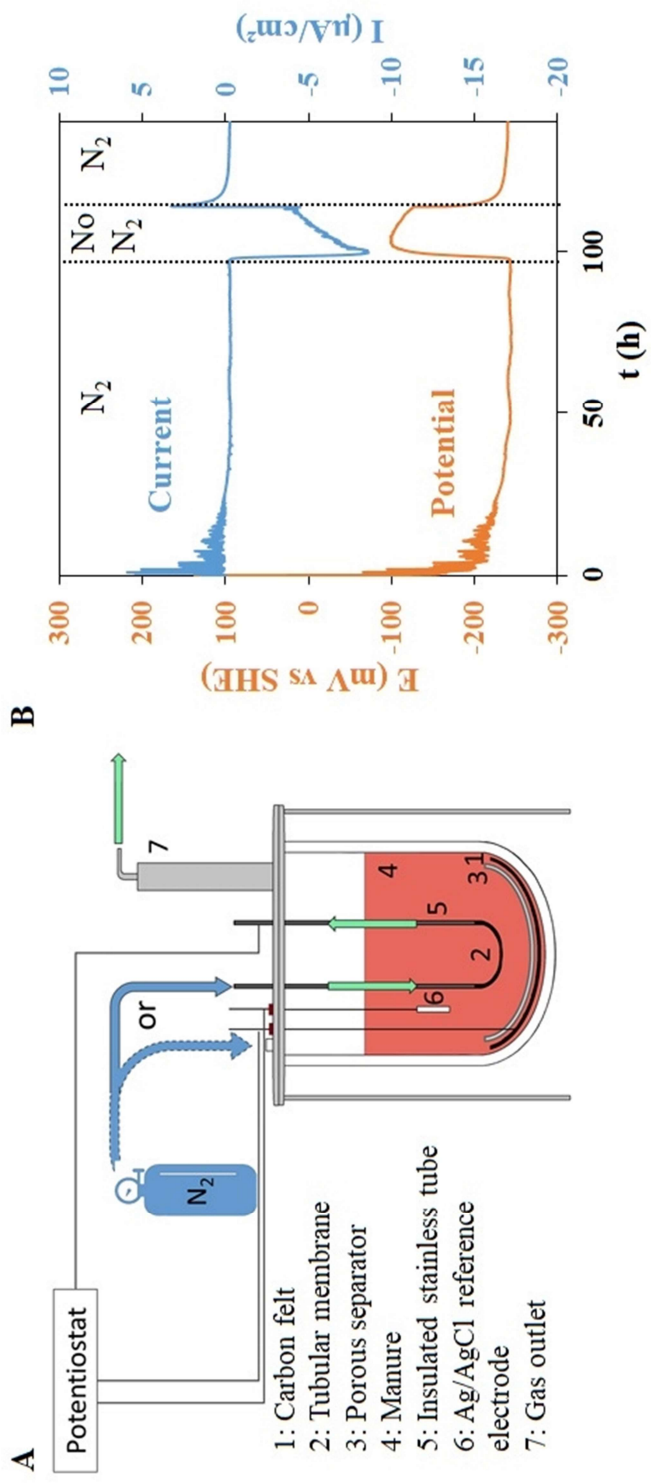 A
Potentiostat
N2
or
7
4
5
6
2
3
1
1: Carbon felt
2: Tubular membrane
3: Porous separator
4: Manure
5: Insulated stainless tube
6: Ag/AgCl reference
electrode
7: Gas outlet
B
E (mV vs SHE)
300
200
100
0
-100
-200
-300
I (μA/cm²)
10
5
0
-5
-10
-15
-20
N2
No
N2
N2
Current
Potential
0
50
100
t (h)